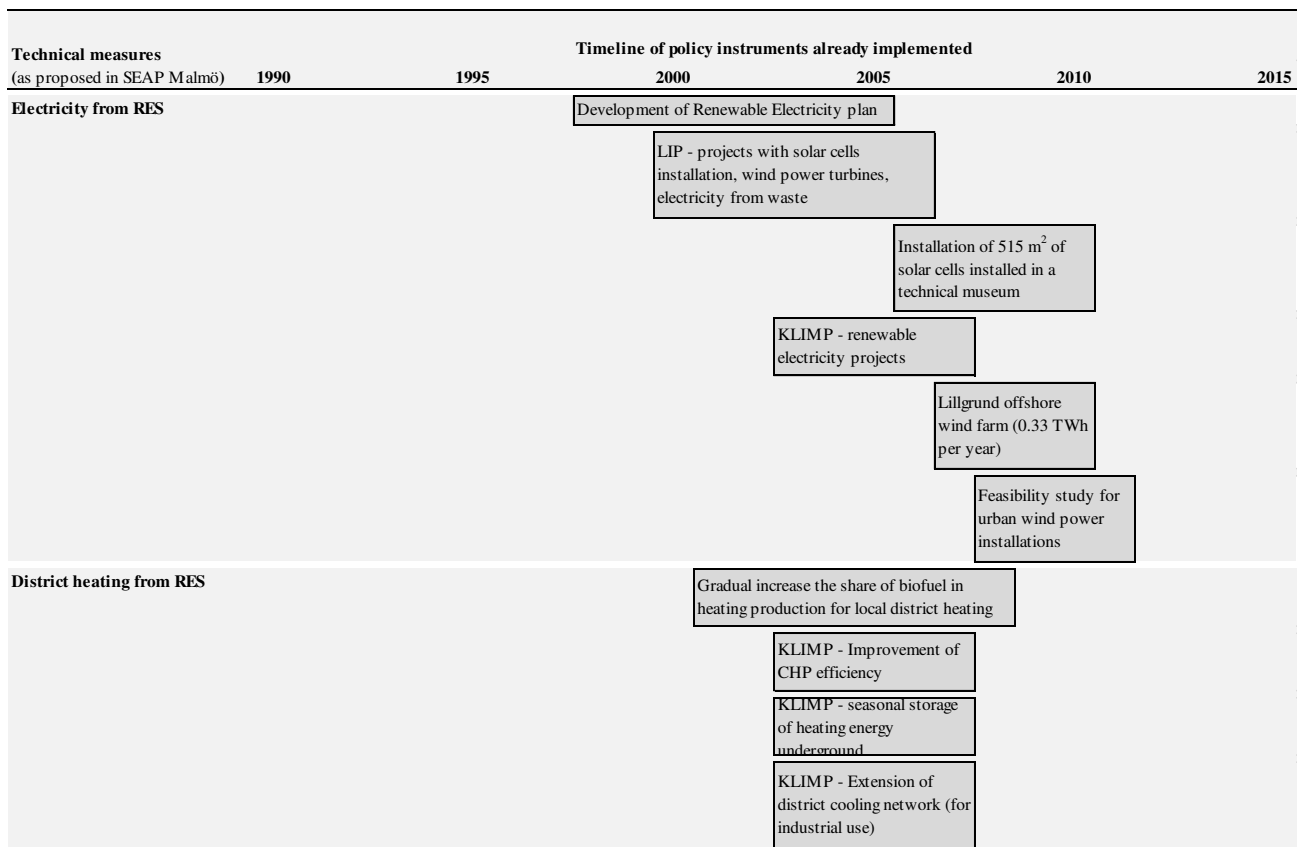 Timeline of policy instruments already implemented
Technical measures
(as proposed in SEAP Malmö) 1990 1995 2000 2005 2010 2015
Electricity from RES
Development of Renewable Electricity plan
LIP - projects with solar cells
installation, wind power turbines,
electricity from waste
Installation of 515 m² of
solar cells installed in a
technical museum
KLIMP - renewable
electricity projects
Lillgrund offshore
wind farm (0.33 TWh
per year)
Feasibility study for
urban wind power
installations
District heating from RES
Gradual increase the share of biofuel in
heating production for local district heating
KLIMP - Improvement of
CHP efficiency
KLIMP - seasonal storage
of heating energy
underground
KLIMP - Extension of
district cooling network (for
industrial use)